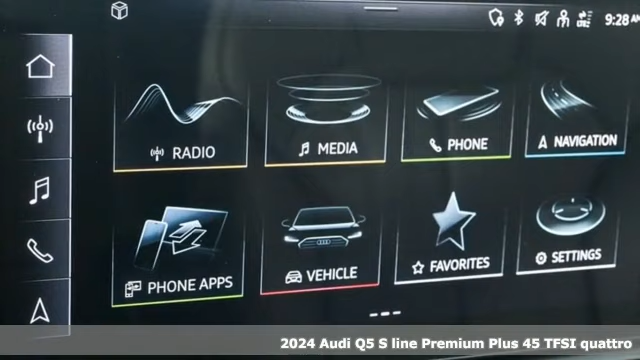 9:28 AM
RADIO
MEDIA
PHONE
NAVIGATION
PHONE APPS
VEHICLE
FAVORITES
SETTINGS
2024 Audi Q5 S line Premium Plus 45 TFSI quattro